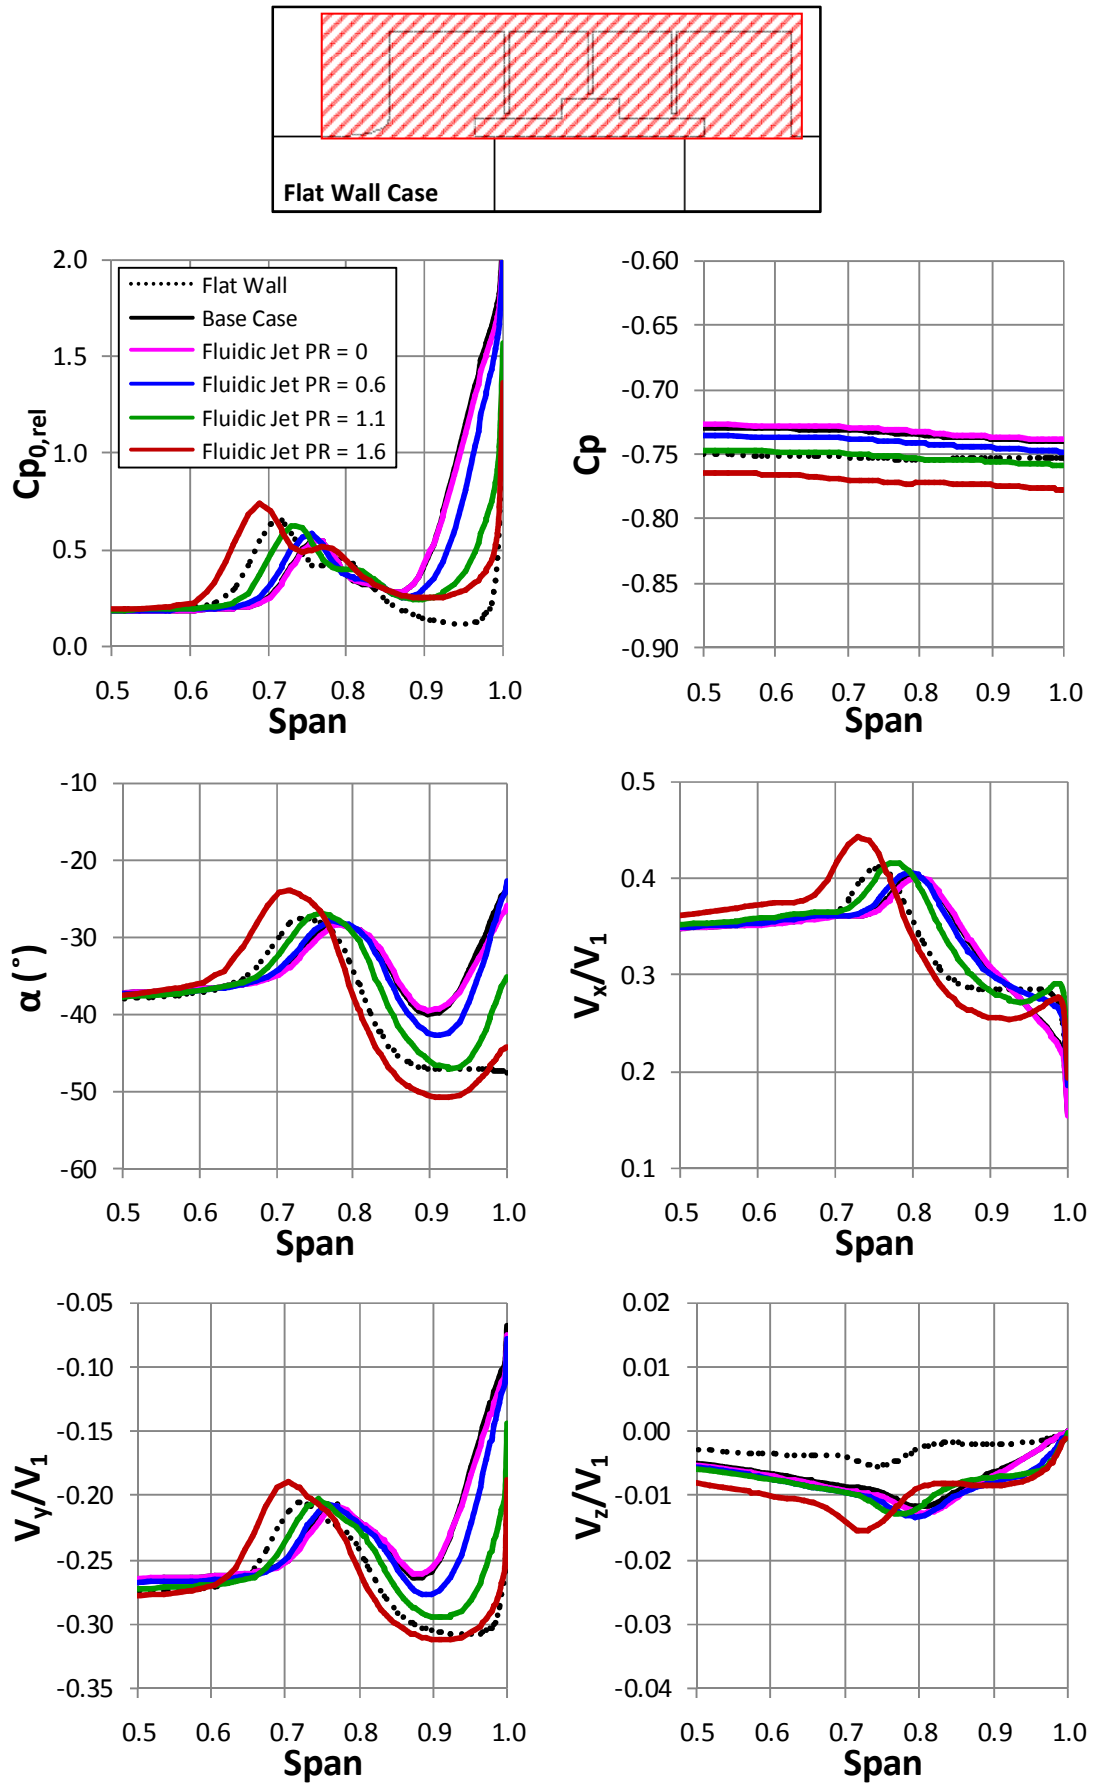 Flat Wall Case
2.0
1.5
1.0
0.5
0.0
Cp0,rel
Flat Wall
Base Case
Fluidic Jet PR = 0
Fluidic Jet PR = 0.6
Fluidic Jet PR = 1.1
Fluidic Jet PR = 1.6
0.5 0.6 0.7 0.8 0.9 1.0
Span
-0.60
-0.65
-0.70
-0.75
-0.80
-0.85
-0.90
Cp
0.5 0.6 0.7 0.8 0.9 1.0
Span
-10
-20
-30
-40
-50
-60
α (˚)
0.5 0.6 0.7 0.8 0.9 1.0
Span
0.5
0.4
0.3
0.2
0.1
Vx/V1
0.5 0.6 0.7 0.8 0.9 1.0
Span
-0.05
-0.10
-0.15
-0.20
-0.25
-0.30
-0.35
Vy/V1
0.5 0.6 0.7 0.8 0.9 1.0
Span
0.02
0.01
0.00
-0.01
-0.02
-0.03
-0.04
Vz/V1
0.5 0.6 0.7 0.8 0.9 1.0
Span